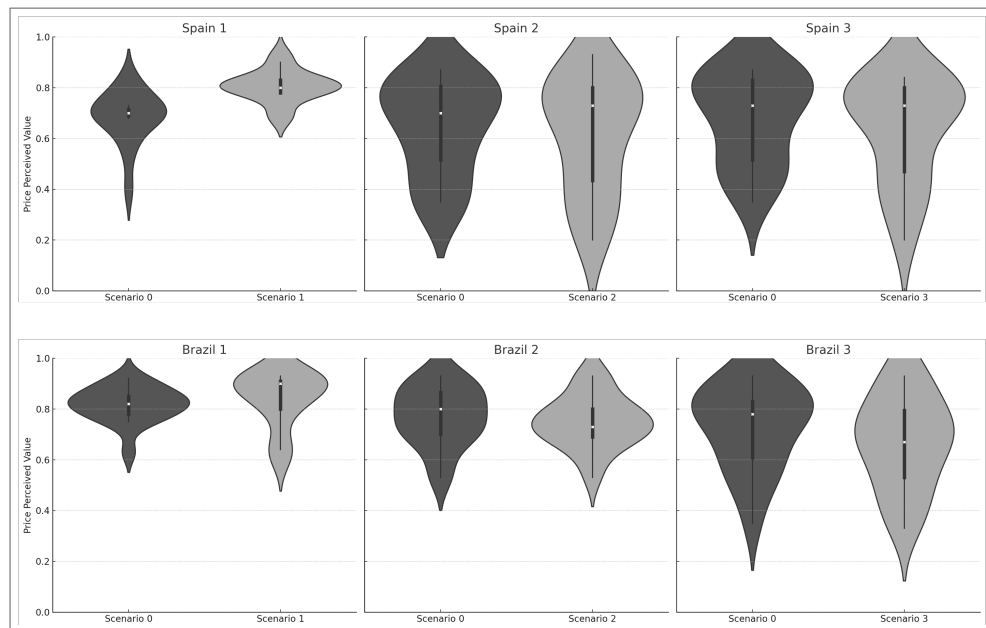 Spain 1
Spain 2
Spain 3
Price Perceived Value
1.0
0.8
0.6
0.4
0.2
0.0
Scenario 0
Scenario 1
Scenario 0
Scenario 2
Scenario 0
Scenario 3
Brazil 1
Brazil 2
Brazil 3
Price Perceived Value
1.0
0.8
0.6
0.4
0.2
0.0
Scenario 0
Scenario 1
Scenario 0
Scenario 2
Scenario 0
Scenario 3